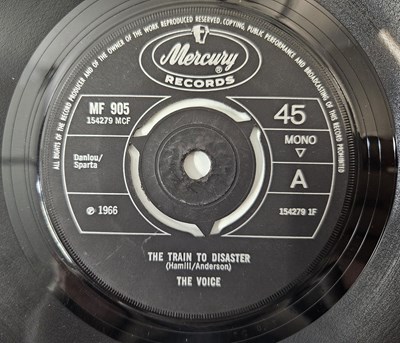 ALL RIGHTS OF THE RECORD PRODUCER AND OF THE OWNER OF THE WORK REPRODUCED RESERVED. COPYING, PUBLIC PERFORMANCE AND BROADCASTING OF THIS RECORD PROHIBITED
Mercury
RECORDS
MF 905
154279 MCF
45
MONO
Danlou/
Sparta
A
℗ 1966
154279 1F
THE TRAIN TO DISASTER
(Hamill/Anderson)
THE VOICE